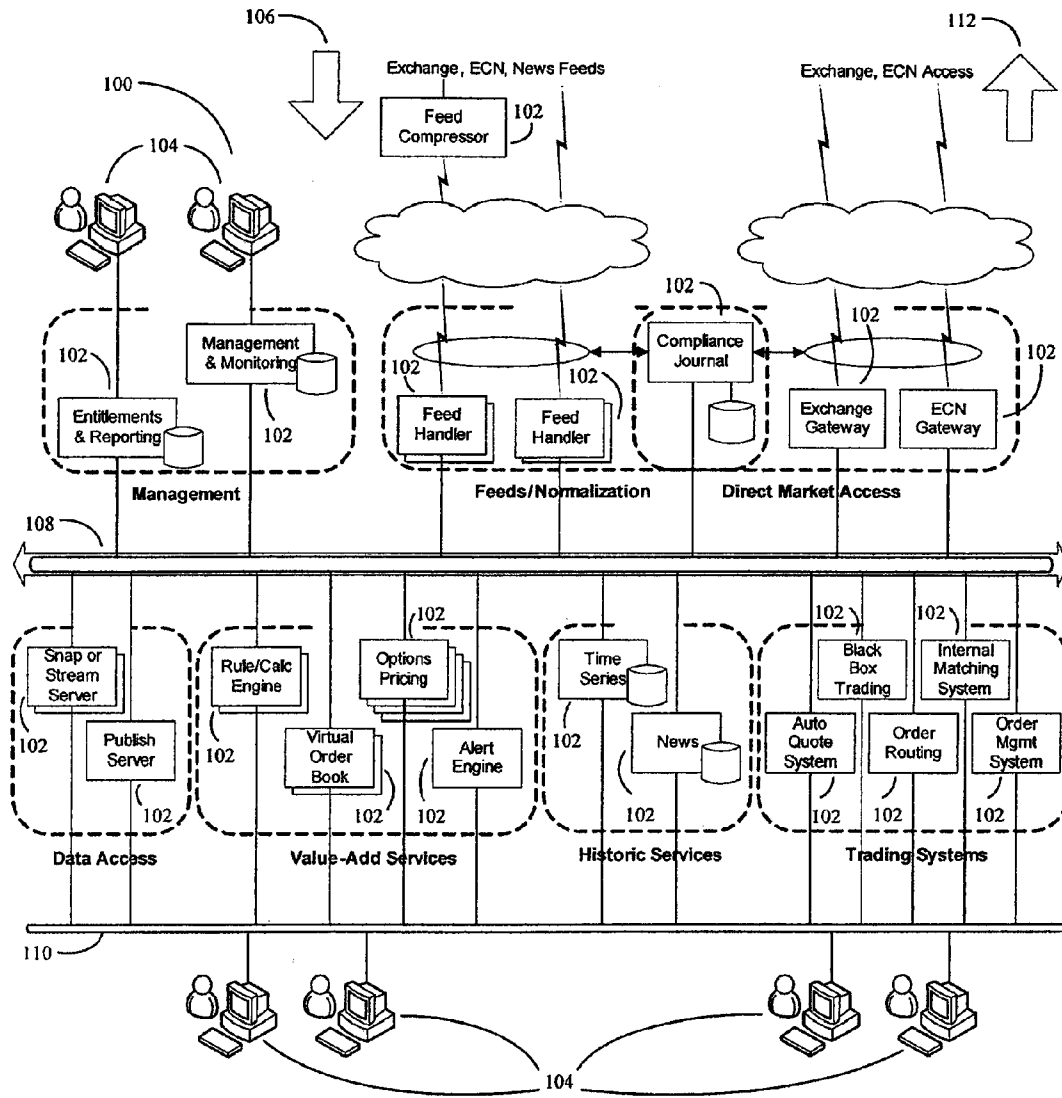 106
112
Exchange, ECN, News Feeds
Exchange, ECN Access
100
Feed
Compressor
102
104
102
102
Management
& Monitoring
102
102
Entitlements
& Reporting
102
Feed
Handler
102
Feed
Handler
Compliance
Journal
102
Exchange
Gateway
ECN
Gateway
102
Management
Feeds/Normalization
Direct Market Access
108
Snap or
Stream
Server
102
Publish
Server
102
Rule/Calc
Engine
102
Options
Pricing
102
Virtual
Order
Book
102
Alert
Engine
102
Time
Series
102
News
102
102
Black
Box
Trading
102
Internal
Matching
System
Auto
Quote
System
102
Order
Routing
102
Order
Mgmt
System
102
Data Access
Value-Add Services
Historic Services
Trading Systems
110
104